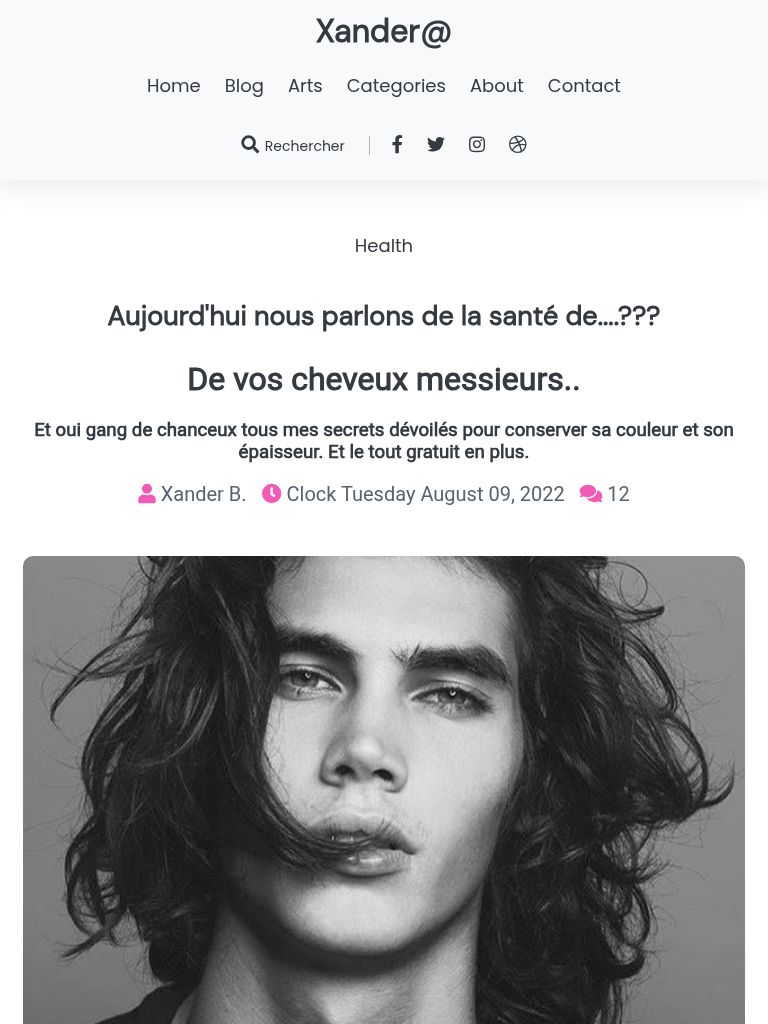 Xander@
Home Blog Arts Categories About Contact
Rechercher
Health
Aujourd'hui nous parlons de la santé de....???
De vos cheveux messieurs..
Et oui gang de chanceux tous mes secrets dévoilés pour conserver sa couleur et son
épaisseur. Et le tout gratuit en plus.
Xander B. Clock Tuesday August 09, 2022 12